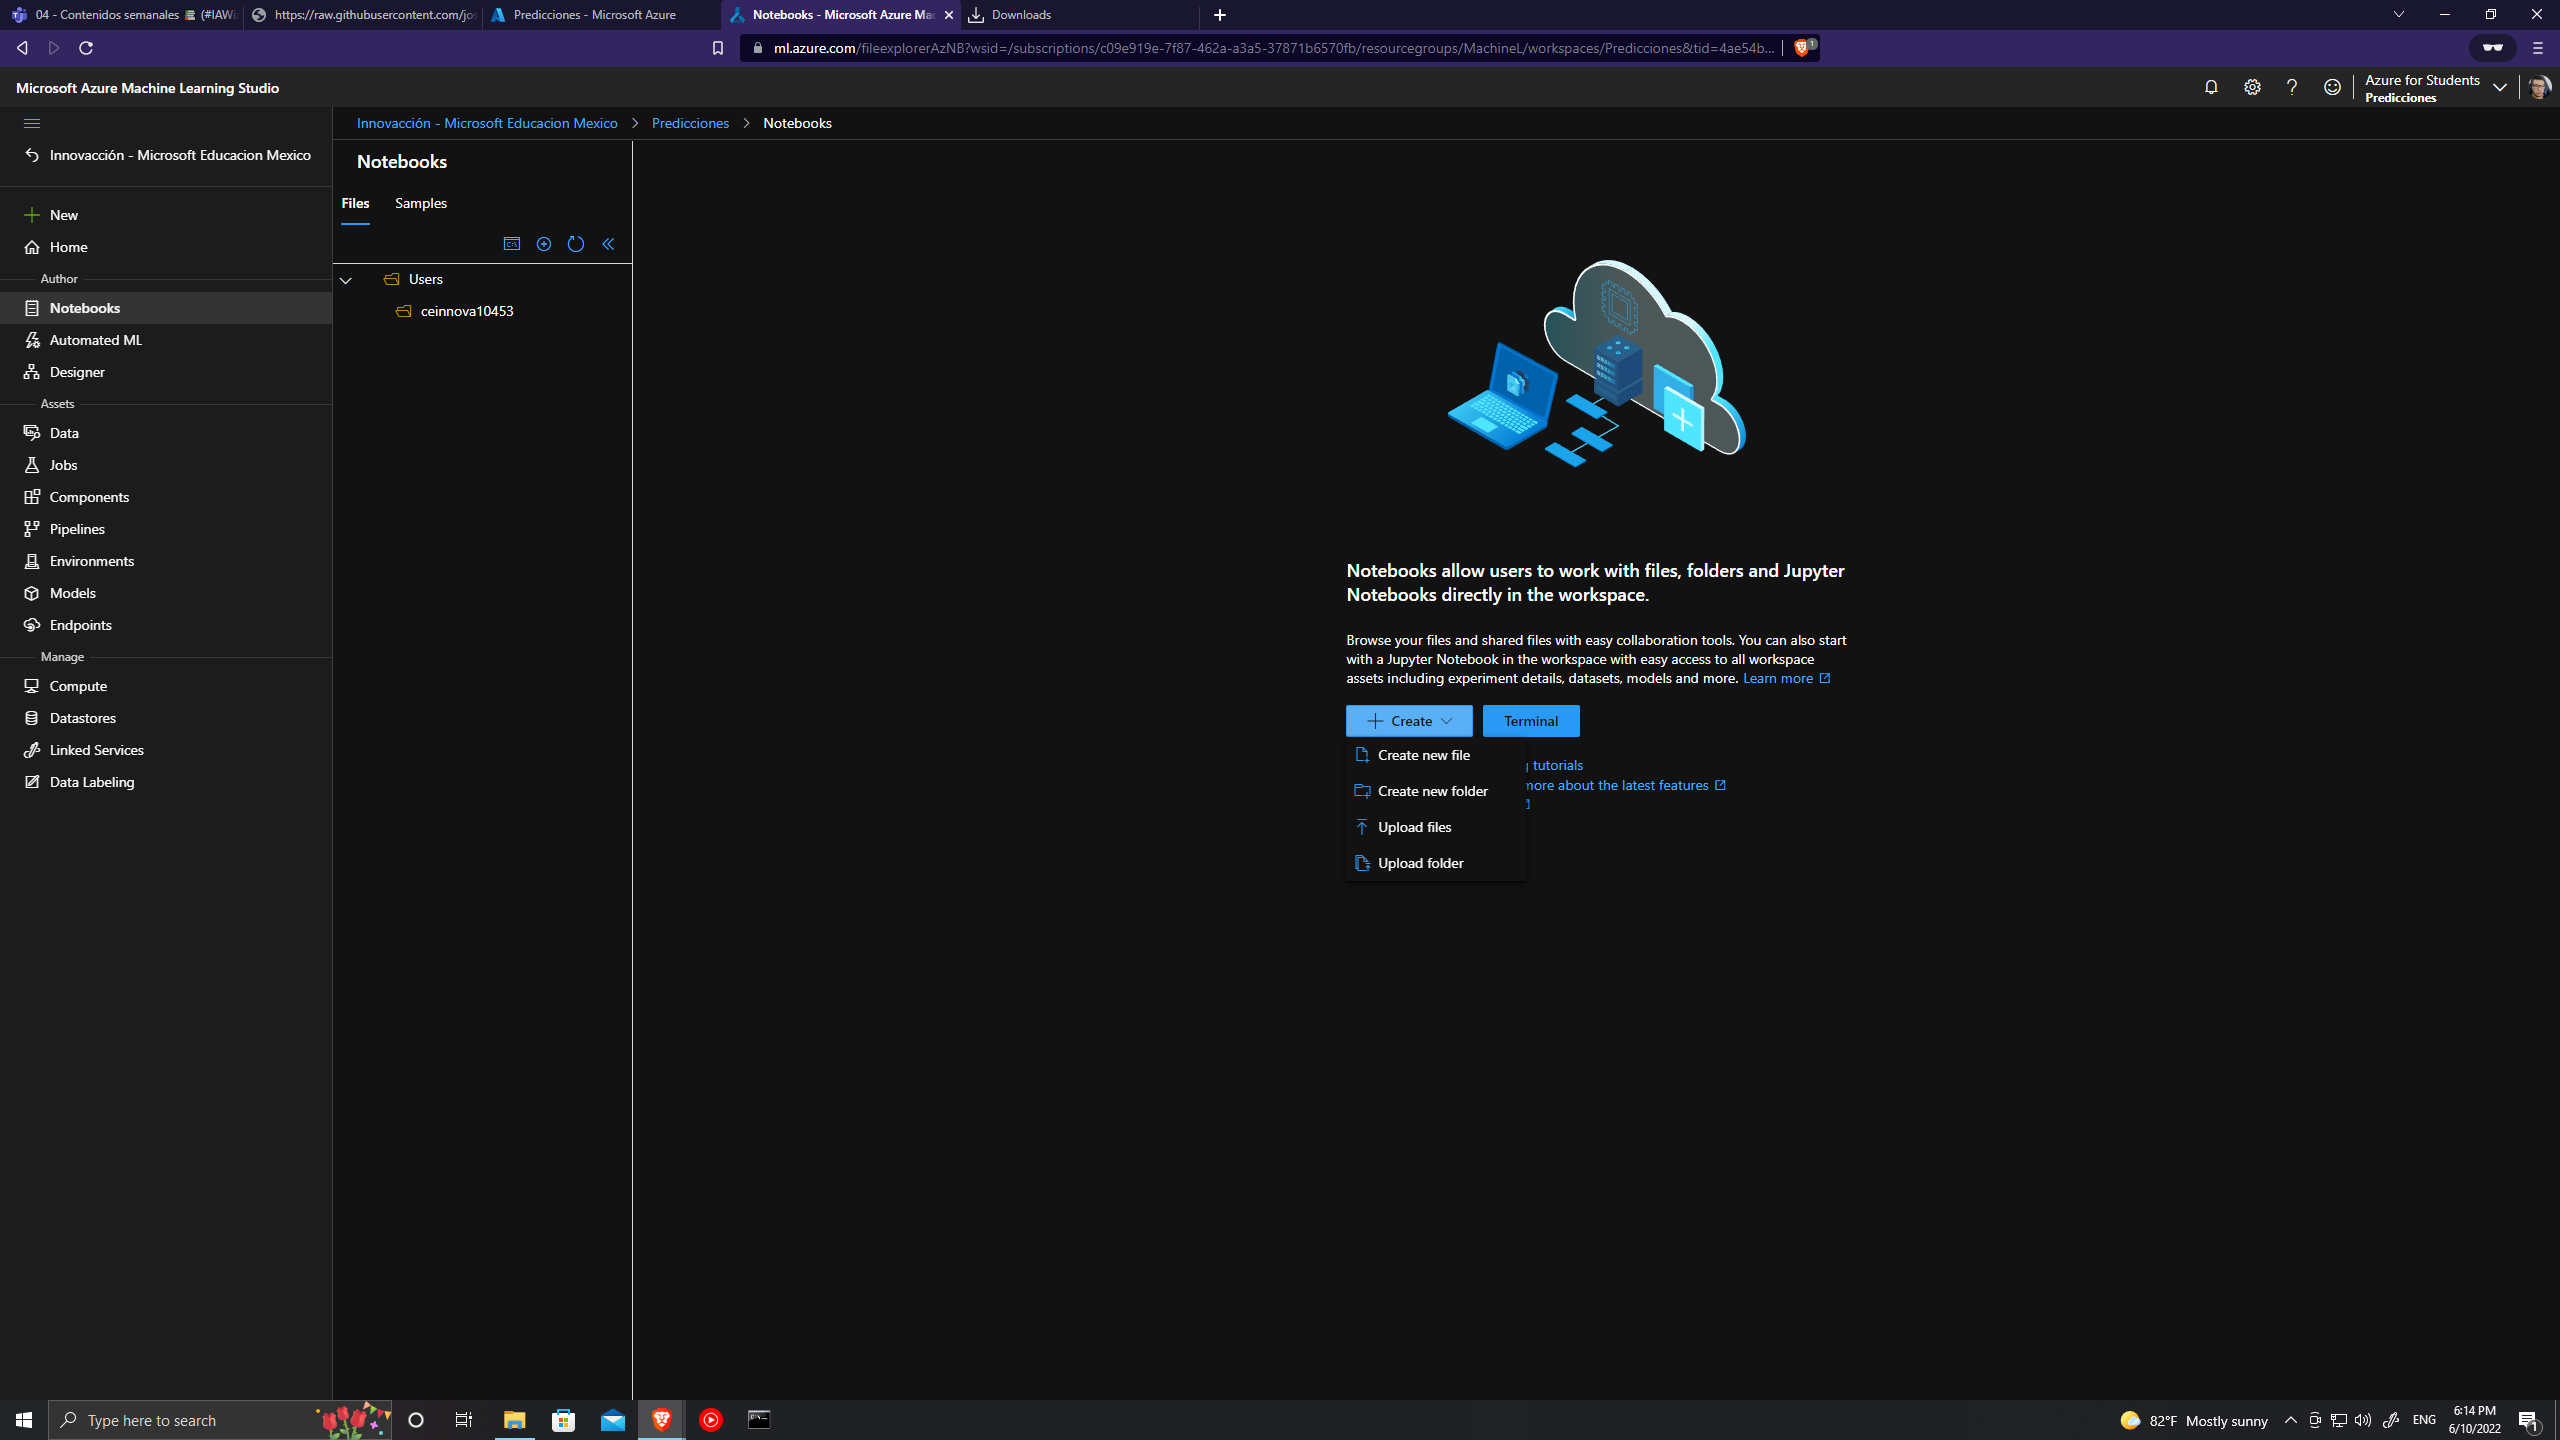 04 - Contenidos semanales 📚 (#IAWi
https://raw.githubusercontent.com/jos
Predicciones - Microsoft Azure
Notebooks - Microsoft Azure Mac
Downloads
ml.azure.com/fileexplorerAzNB?wsid=/subscriptions/c09e919e-7f87-462a-a3a5-37871b6570fb/resourcegroups/MachineL/workspaces/Predicciones&tid=4ae54b...
1
Microsoft Azure Machine Learning Studio
Azure for Students
Predicciones
Innovacción - Microsoft Educacion Mexico
Predicciones
Notebooks
Innovacción - Microsoft Educacion Mexico
New
Home
Author
Notebooks
Automated ML
Designer
Assets
Data
Jobs
Components
Pipelines
Environments
Models
Endpoints
Manage
Compute
Datastores
Linked Services
Data Labeling
Notebooks
Files
Samples
Users
ceinnova10453
Notebooks allow users to work with files, folders and Jupyter
Notebooks directly in the workspace.
Browse your files and shared files with easy collaboration tools. You can also start
with a Jupyter Notebook in the workspace with easy access to all workspace
assets including experiment details, datasets, models and more. Learn more
Create
Terminal
Create new file
Create new folder
Upload files
Upload folder
tutorials
more about the latest features
Type here to search
82°F Mostly sunny
ENG
6:14 PM
6/10/2022
1